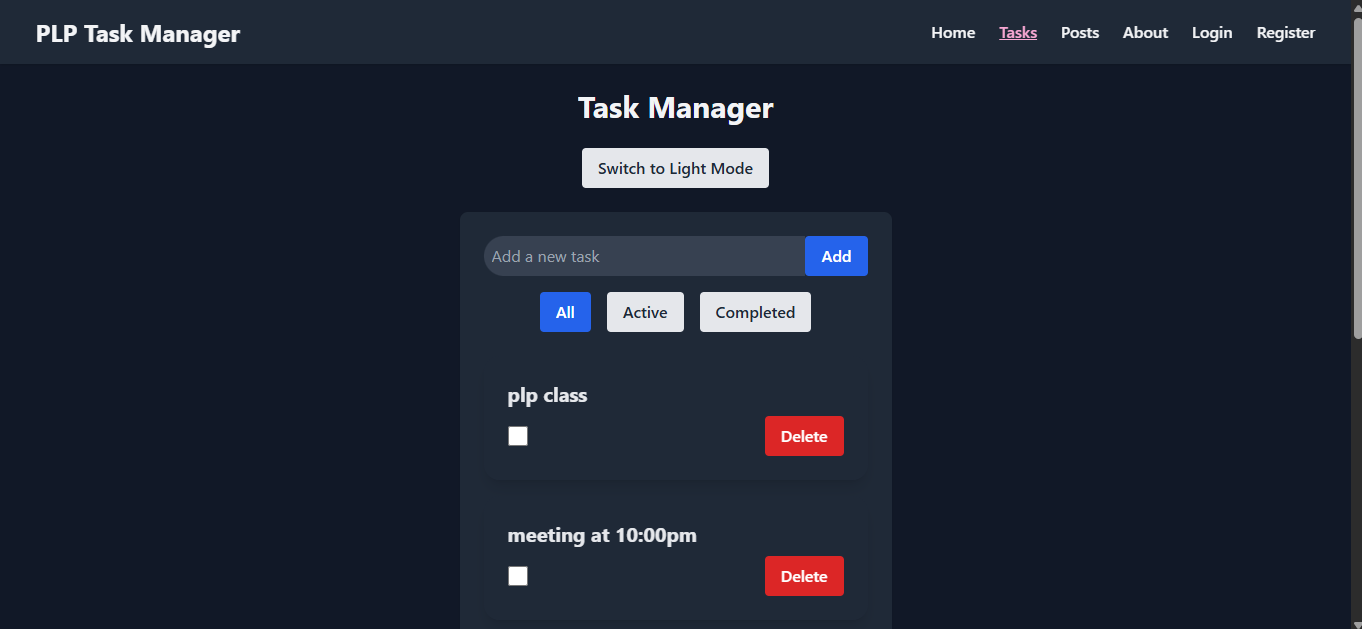 PLP Task Manager
Home Tasks Posts About Login Register
Task Manager
Switch to Light Mode
Add a new task Add
All Active Completed
plp class
Delete
meeting at 10:00pm
Delete